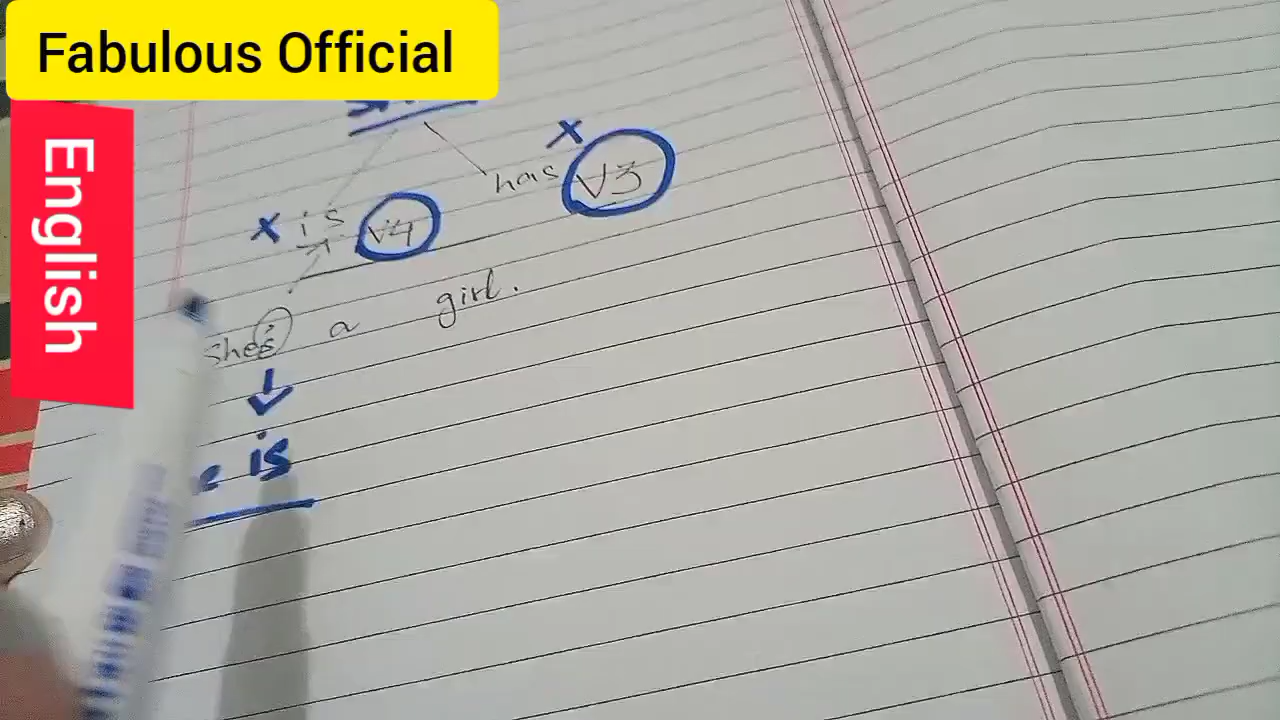 Fabulous Official
English
x
has V3
x is V4
she's a girl.
is